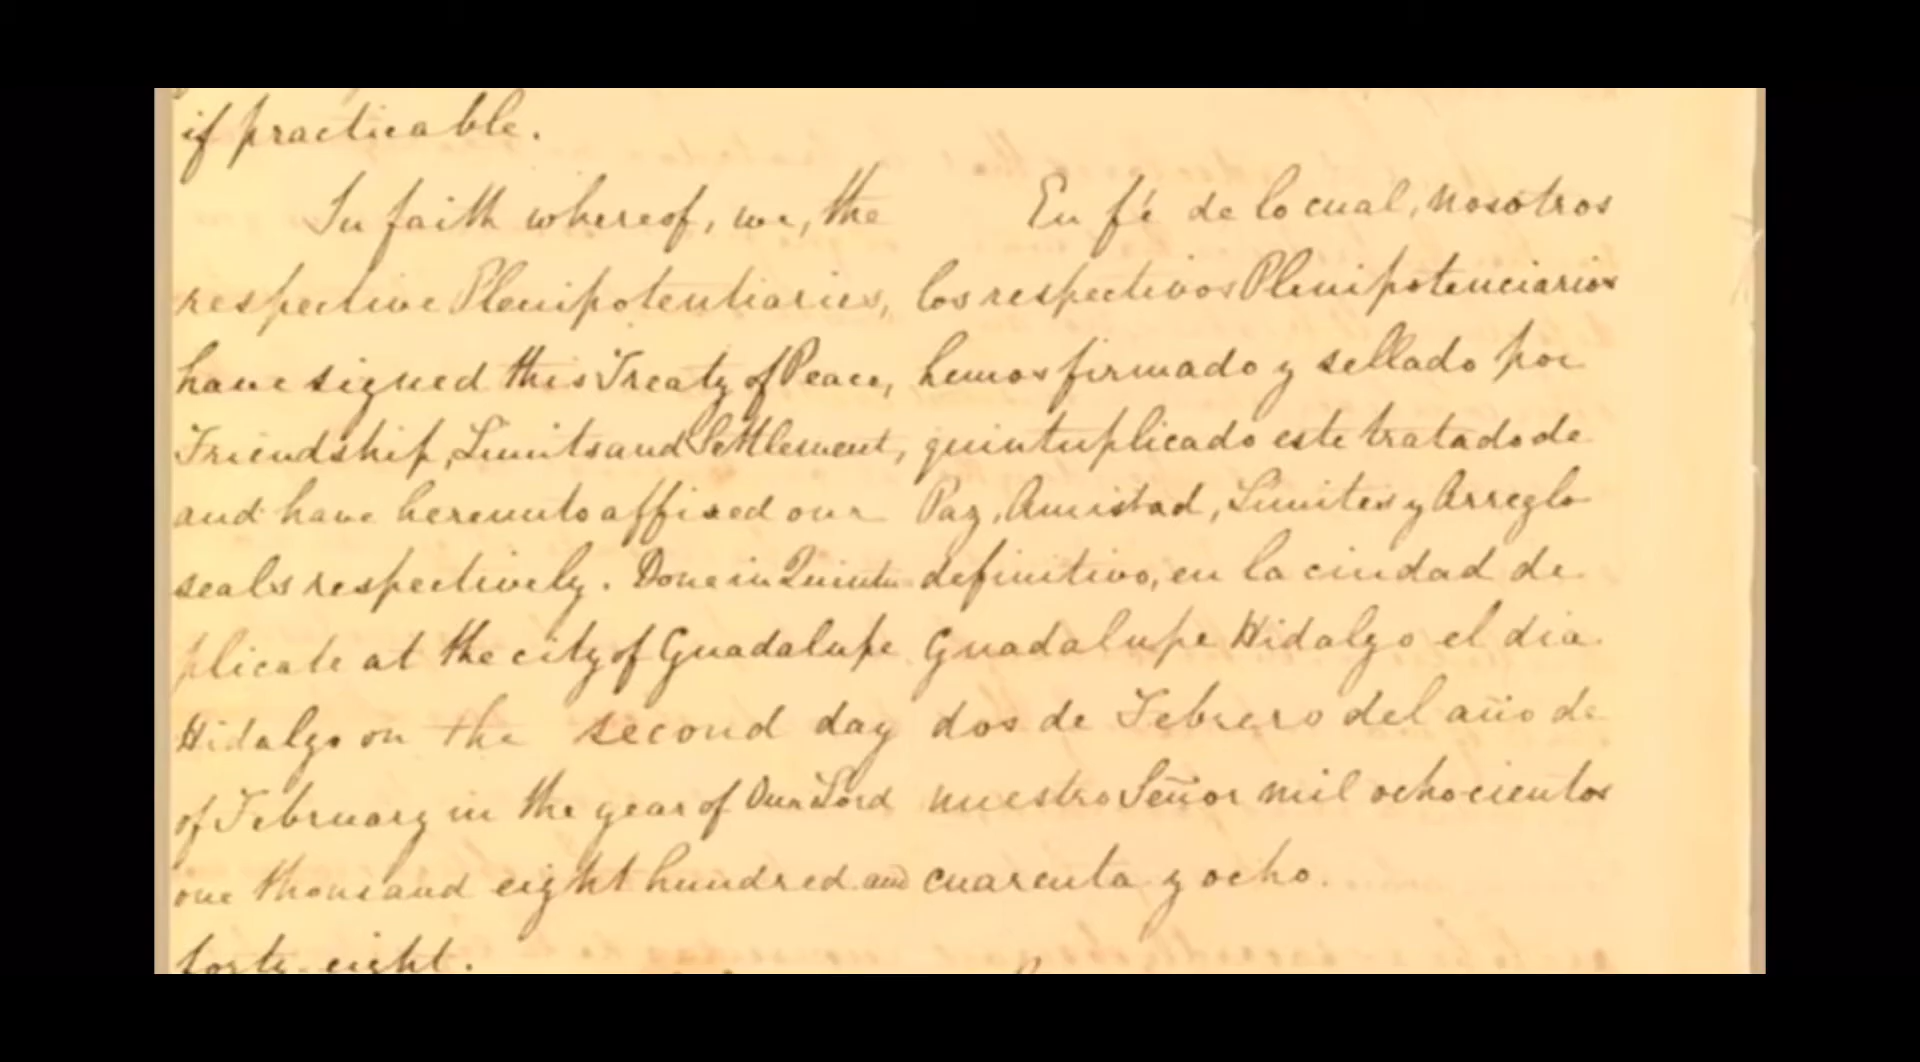 if practicable.
In faith whereof, we, the
respective Plenipotentiaries,
have signed this Treaty of Peace,
Friendship, Limits and Settlement,
and have hereunto affixed our
seals respectively. Done in Quintu-
plicate at the city of Guadalupe
Hidalgo on the second day
of February in the year of Our Lord
one thousand eight hundred and
forty-eight.
En fé de lo cual, nosotros
los respectivos Plenipotenciarios
hemos firmado y sellado por
quintuplicado este tratado de
Paz, Amistad, Limites y Arreglo
definitivo, en la ciudad de
Guadalupe Hidalgo el dia
dos de Febrero del año de
nuestro Señor mil ochocientos
cuarenta y ocho.